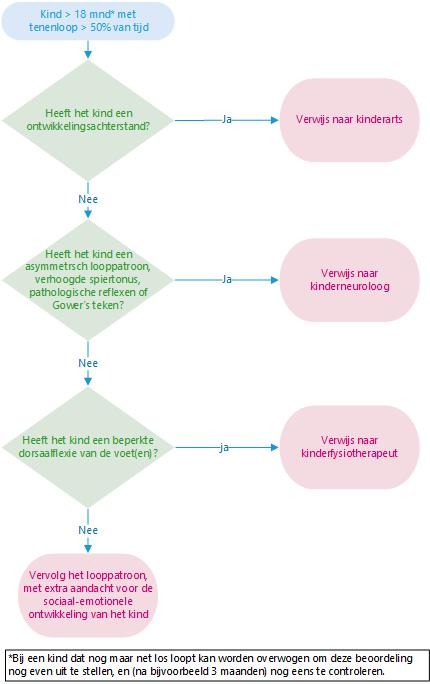 Kind > 18 mnd* met
tenenloop > 50% van tijd
Heeft het kind een
ontwikkelingsachterstand?
Ja
Verwijs naar kinderarts
Nee
Heeft het kind een
asymmetrsch looppatroon,
verhoogde spiertonus,
pathologische reflexen of
Gower's teken?
Ja
Verwijs naar
kinderneuroloog
Nee
Heeft het kind een beperkte
dorsaalflexie van de voet(en)?
ja
Verwijs naar
kinderfysiotherapeut
Nee
Vervolg het looppatroon,
met extra aandacht voor de
sociaal-emotionele
ontwikkeling van het kind
*Bij een kind dat nog maar net los loopt kan worden overwogen om deze beoordeling
nog even uit te stellen, en (na bijvoorbeeld 3 maanden) nog eens te controleren.